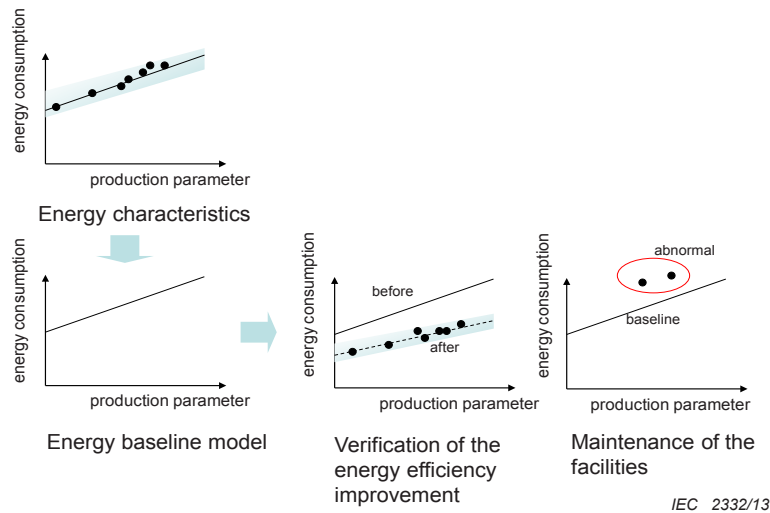 energy consumption
production parameter
Energy characteristics
energy consumption
production parameter
Energy baseline model
energy consumption
before
after
production parameter
Verification of the
energy efficiency
improvement
energy consumption
abnormal
baseline
production parameter
Maintenance of the
facilities
IEC 2332/13